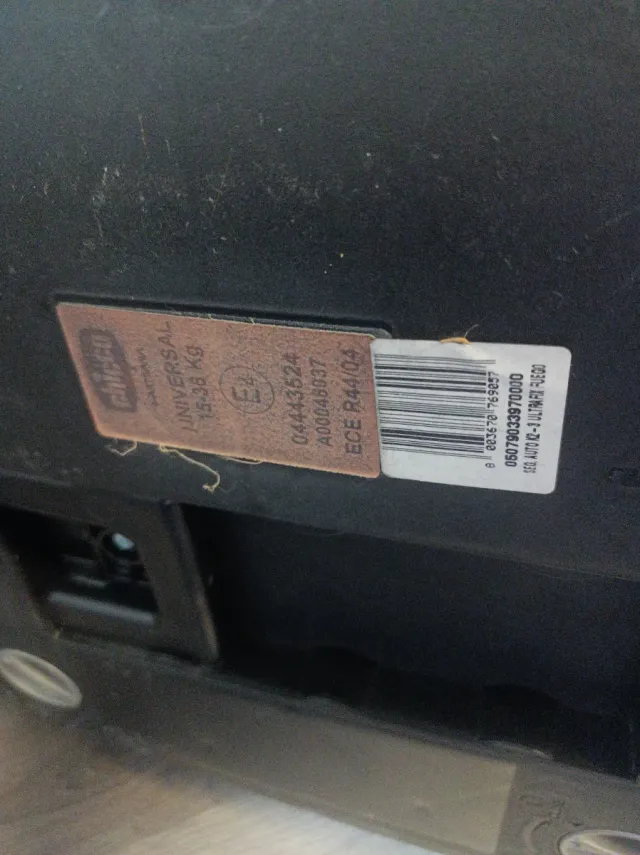 chicco
UNIVERSAL
15-36 Kg
E4
04443524
A00046037
ECE R44/04
8 003670 769057
05079033970000
SEG. AUTO X2-3 ULTRAFIX FUEGO